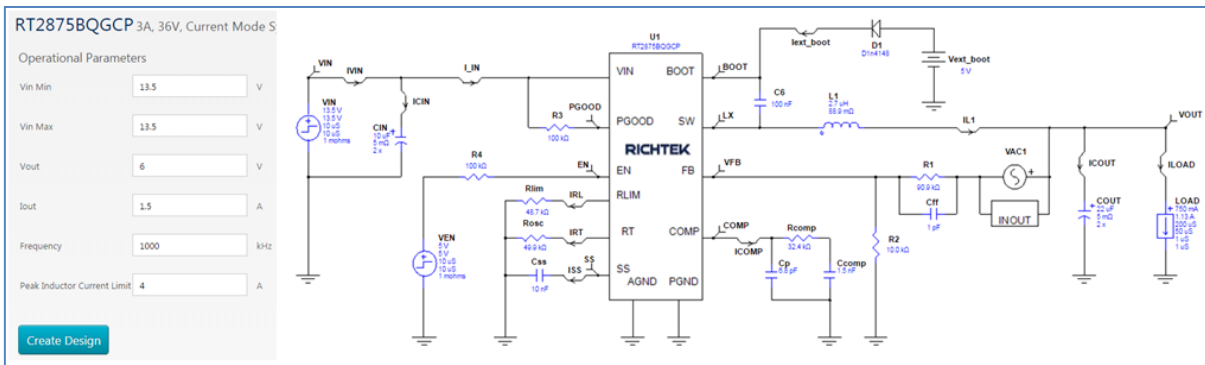 RT2875BQGCP 3A, 36V, Current Mode S
Operational Parameters
Vin Min 13.5 V
Vin Max 13.5 V
Vout 6 V
Iout 1.5 A
Frequency 1000 kHz
Peak Inductor Current Limit 4 A
Create Design
VIN
IVIN
I_IN
ICIN
VIN
13.5 V
13.5 V
10 uS
10 uS
1 mohms
CIN
10 uF
5 mΩ
2 x
R3
100 kΩ
PGOOD
R4
100 kΩ
EN
VEN
5 V
5 V
10 uS
10 uS
1 mohms
Rlim
48.7 kΩ
IRL
Rosc
49.9 kΩ
IRT
Css
10 nF
ISS
SS
U1
RT2875BQGCP
VIN
BOOT
PGOOD
SW
RICHTEK
EN
FB
RLIM
RT
COMP
SS
AGND
PGND
BOOT
Iext_boot
D1
D1n4148
Vext_boot
5 V
C6
100 nF
LX
L1
2.7 uH
88.9 mΩ
IL1
VOUT
VFB
R1
90.9 kΩ
Cff
1 pF
VAC1
INOUT
ICOUT
ILOAD
COUT
22 uF
5 mΩ
2 x
LOAD
750 mA
1.13 A
200 uS
50 uS
1 uS
1 uS
R2
10.0 kΩ
COMP
ICOMP
Rcomp
32.4 kΩ
Cp
6.8 pF
Ccomp
1.5 nF